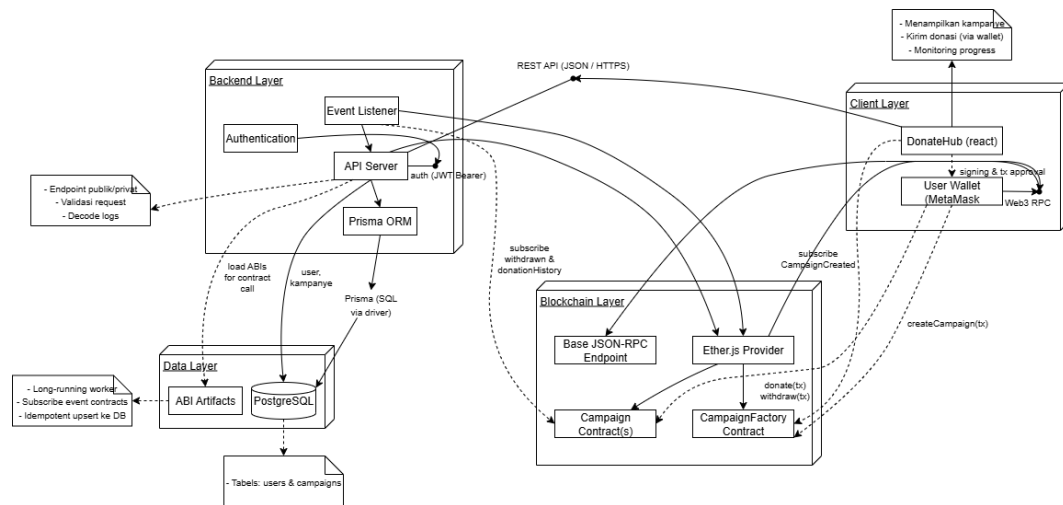 - Menampilkan kampanye
- Kirim donasi (via wallet)
- Monitoring progress
REST API (JSON / HTTPS)
Backend Layer
Event Listener
Authentication
API Server
auth (JWT Bearer)
Prisma ORM
Client Layer
DonateHub (react)
signing & tx approval
User Wallet
(MetaMask
Web3 RPC
- Endpoint publik/privat
- Validasi request
- Decode logs
load ABIs
for contract
call
user,
kampanye
Prisma (SQL
via driver)
subscribe
withdrawn &
donationHistory
subscribe
CampaignCreated
createCampaign(tx)
Blockchain Layer
Base JSON-RPC
Endpoint
Ether.js Provider
donate(tx)
withdraw(tx)
Campaign
Contract(s)
CampaignFactory
Contract
Data Layer
ABI Artifacts
PostgreSQL
- Long-running worker
- Subscribe event contracts
- Idempotent upsert ke DB
- Tabels: users & campaigns